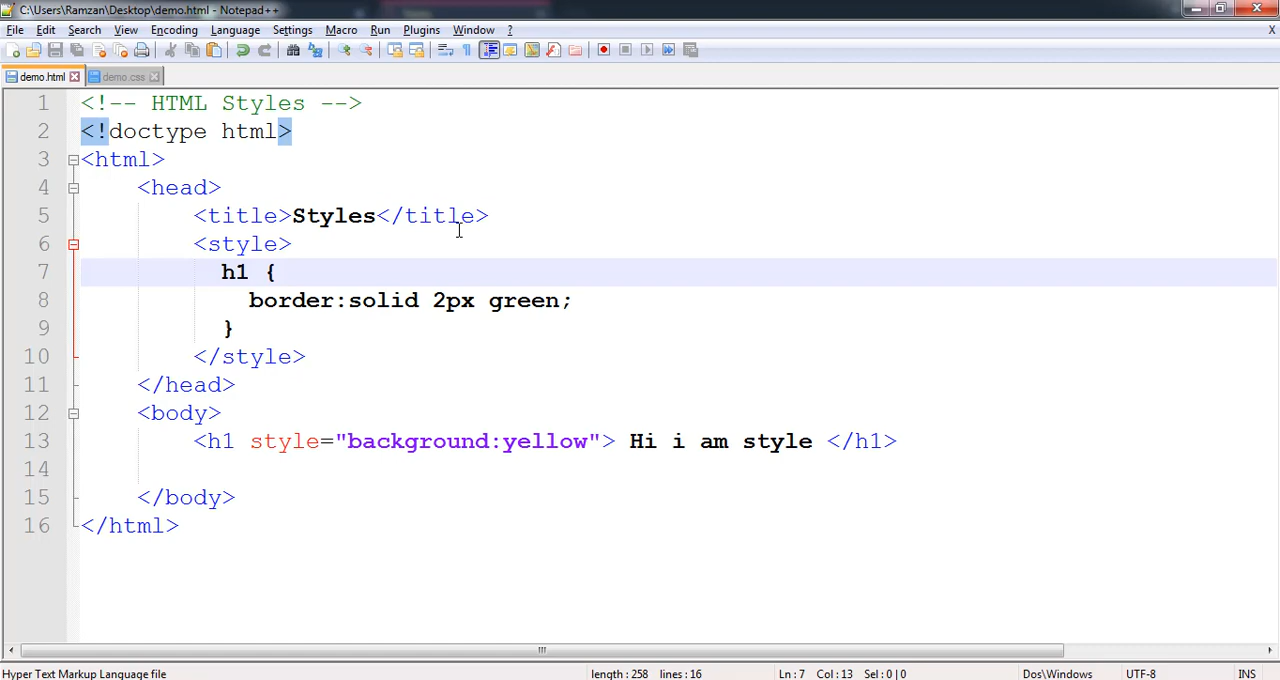 C:\Users\Ramzan\Desktop\demo.html - Notepad++
File Edit Search View Encoding Language Settings Macro Run Plugins Window ? X
demo.html demo.css
1 <!-- HTML Styles -->
2 <!doctype html>
3 <html>
4 <head>
5 <title>Styles</title>
6 <style>
7 h1 {
8 border:solid 2px green;
9 }
10 </style>
11 </head>
12 <body>
13 <h1 style="background:yellow"> Hi i am style </h1>
14
15 </body>
16 </html>
Hyper Text Markup Language file length : 258 lines : 16 Ln : 7 Col : 13 Sel : 0 | 0 Dos\Windows UTF-8 INS